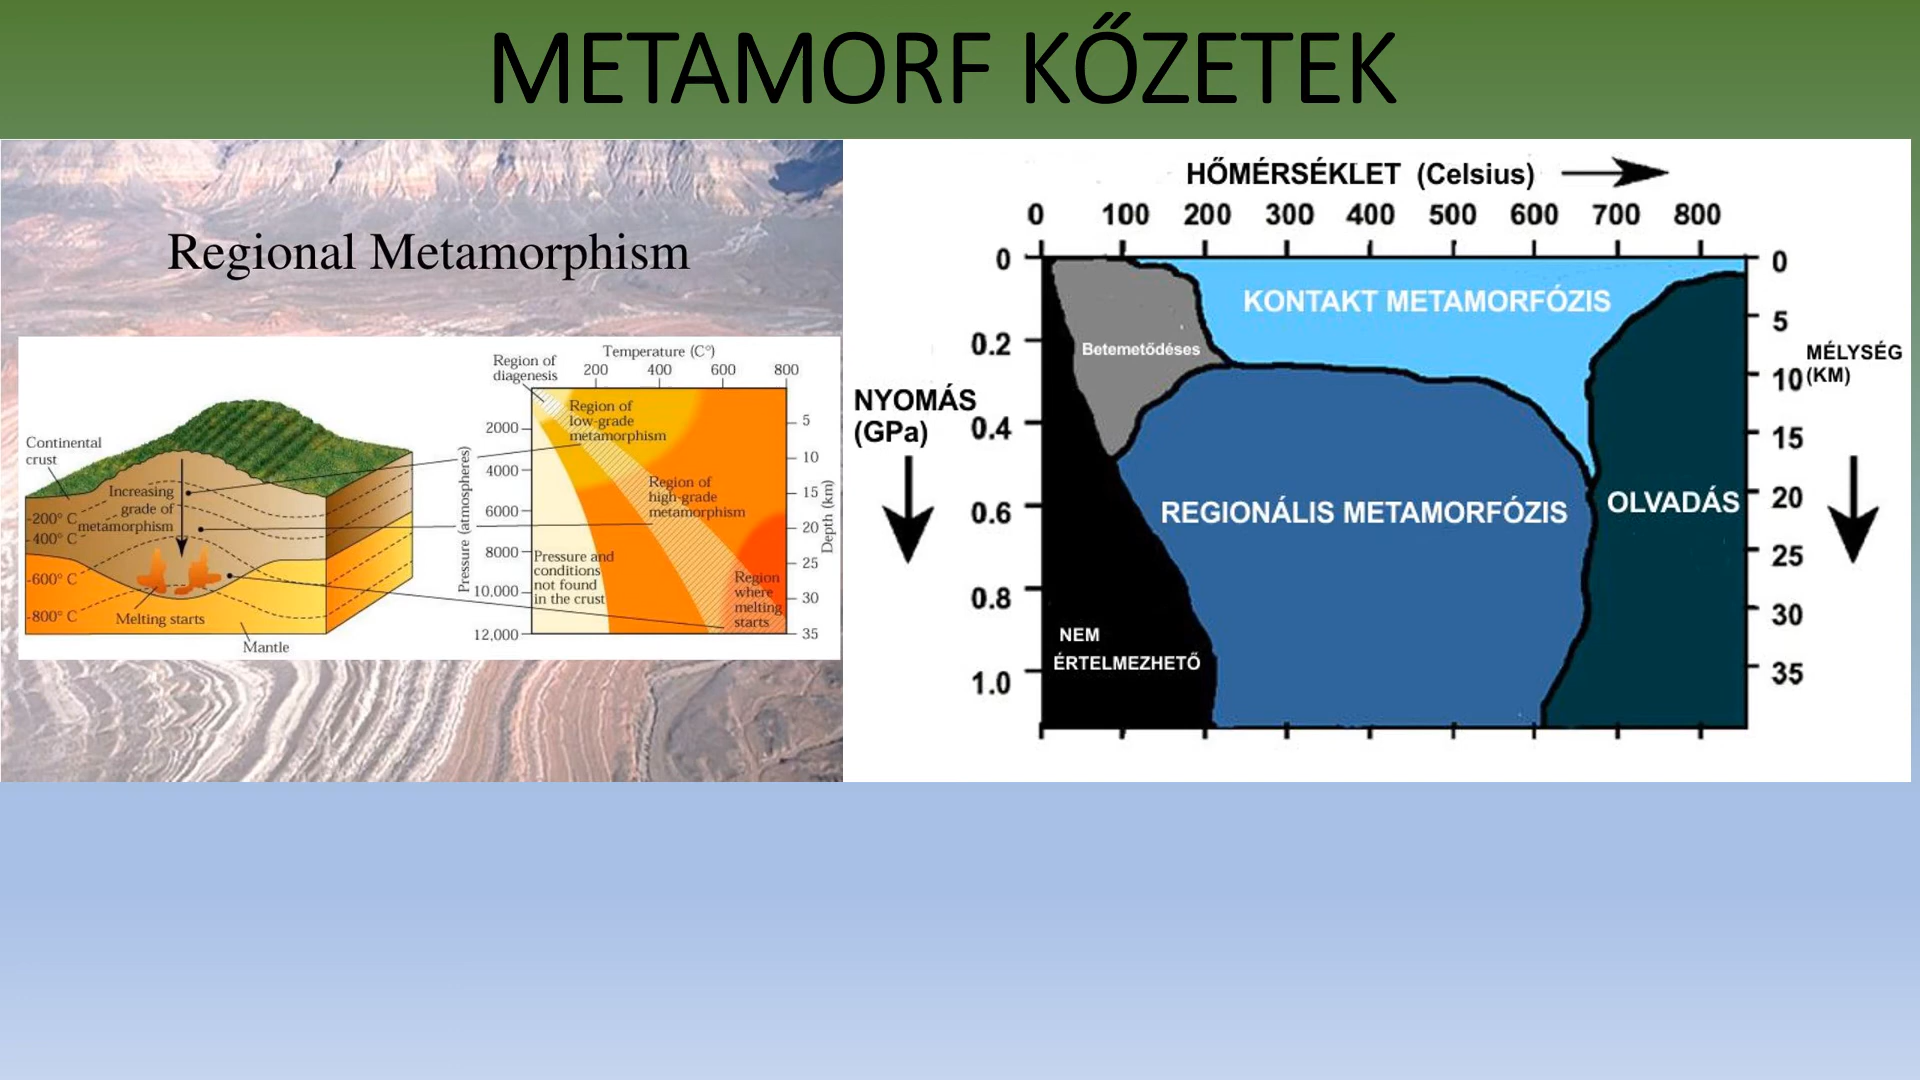 METAMORF KŐZETEK
Regional Metamorphism
Region of
diagenesis
Temperature (C°)
200 400 600 800
Region of
low-grade
metamorphism
Region of
high-grade
metamorphism
Pressure and
conditions
not found
in the crust
Region
where
melting
starts
Pressure (atmospheres)
2000
4000
6000
8000
10,000
12,000
5
10
15
20
25
30
35
Depth (km)
Continental
crust
Increasing
grade of
metamorphism
-200° C
-400° C
-600° C
-800° C
Melting starts
Mantle
HŐMÉRSÉKLET (Celsius)
0 100 200 300 400 500 600 700 800
NYOMÁS
(GPa)
0
0.2
0.4
0.6
0.8
1.0
KONTAKT METAMORFÓZIS
Betemetődéses
REGIONÁLIS METAMORFÓZIS
OLVADÁS
NEM
ÉRTELMEZHETŐ
0
5
10
15
20
25
30
35
MÉLYSÉG
(KM)